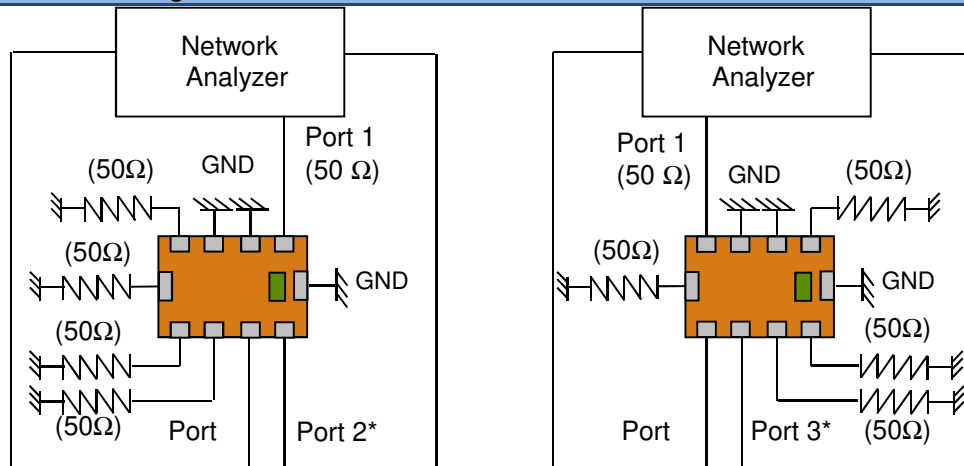 Network
Analyzer
Port 1
(50 Ω)
GND
(50Ω)
(50Ω)
GND
(50Ω)
(50Ω)
Port
Port 2*
Network
Analyzer
Port 1
(50 Ω)
GND
(50Ω)
(50Ω)
GND
(50Ω)
(50Ω)
Port
Port 3*